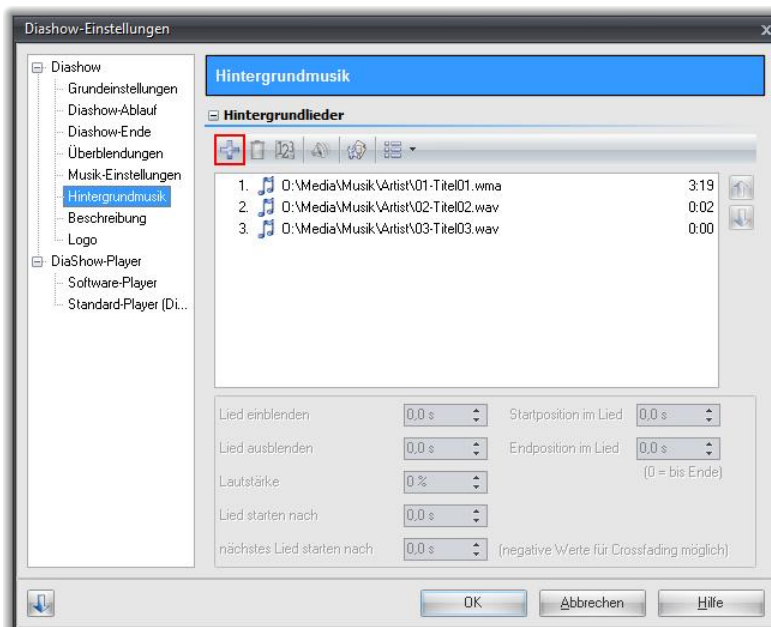 Diashow-Einstellungen
Diashow
Grundeinstellungen
Diashow-Ablauf
Diashow-Ende
Überblendungen
Musik-Einstellungen
Hintergrundmusik
Beschreibung
Logo
DiaShow-Player
Software-Player
Standard-Player (Di...
Hintergrundmusik
Hintergrundlieder
123
1. O:\Media\Musik\Artist\01-Titel01.wma 3:19
2. O:\Media\Musik\Artist\02-Titel02.wav 0:02
3. O:\Media\Musik\Artist\03-Titel03.wav 0:00
Lied einblenden 0,0 s Startposition im Lied 0,0 s
Lied ausblenden 0,0 s Endposition im Lied 0,0 s
(0 = bis Ende)
Lautstärke 0 %
Lied starten nach 0,0 s
nächstes Lied starten nach 0,0 s (negative Werte für Crossfading möglich)
OK Abbrechen Hilfe